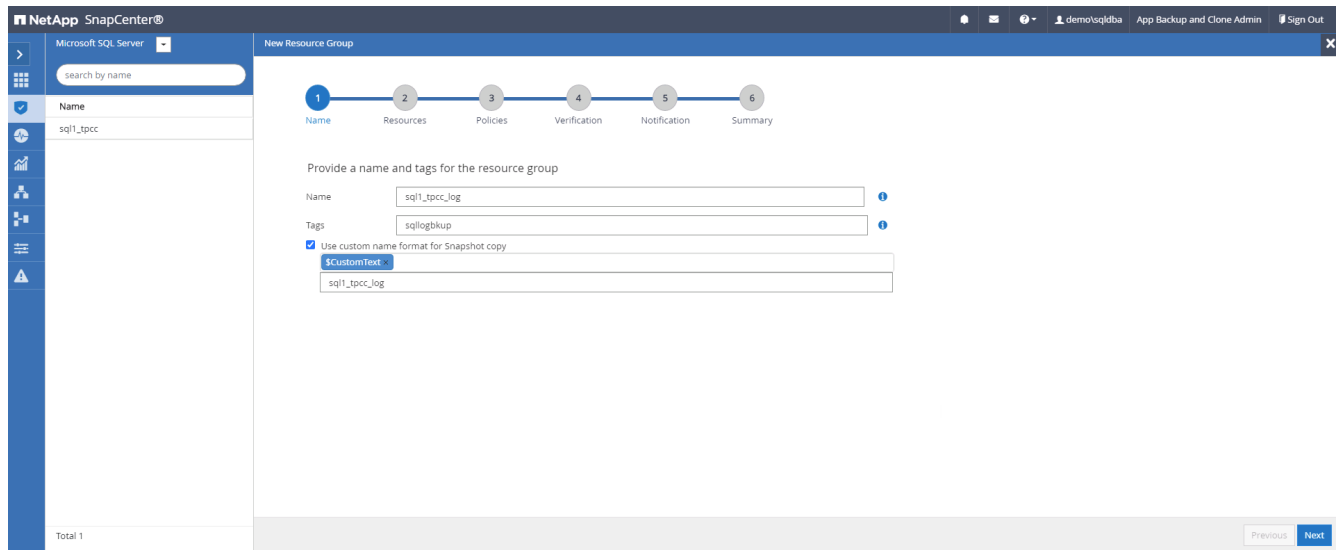 NetApp SnapCenter®
demo\sqldba App Backup and Clone Admin Sign Out
Microsoft SQL Server
search by name
Name
sql1_tpcc
Total 1
New Resource Group
1 2 3 4 5 6
Name Resources Policies Verification Notification Summary
Provide a name and tags for the resource group
Name sql1_tpcc_log
Tags sqllogbkup
Use custom name format for Snapshot copy
$CustomText ×
sql1_tpcc_log
Previous Next